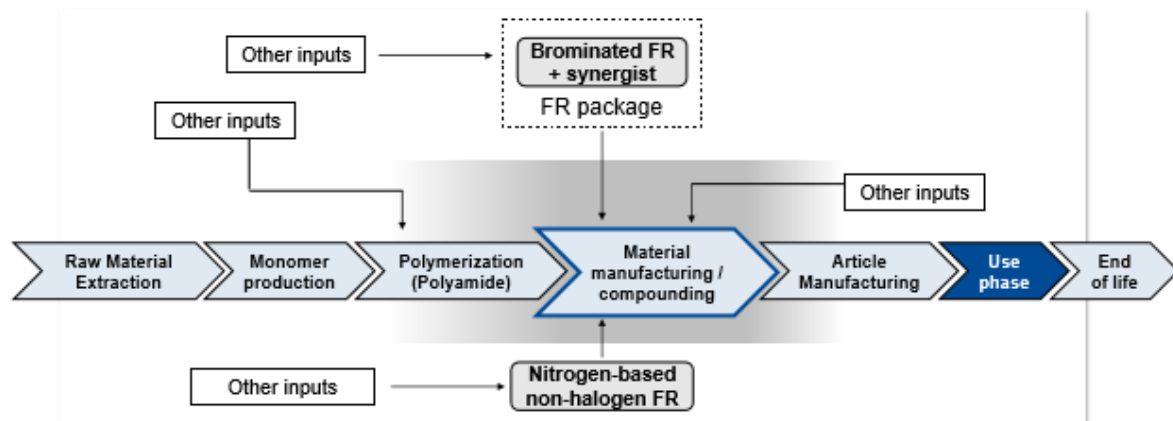 Other inputs
Brominated FR
+ synergist
FR package
Other inputs
Other inputs
Raw Material
Extraction
Monomer
production
Polymerization
(Polyamide)
Material
manufacturing /
compounding
Article
Manufacturing
Use
phase
End
of life
Other inputs
Nitrogen-based
non-halogen FR